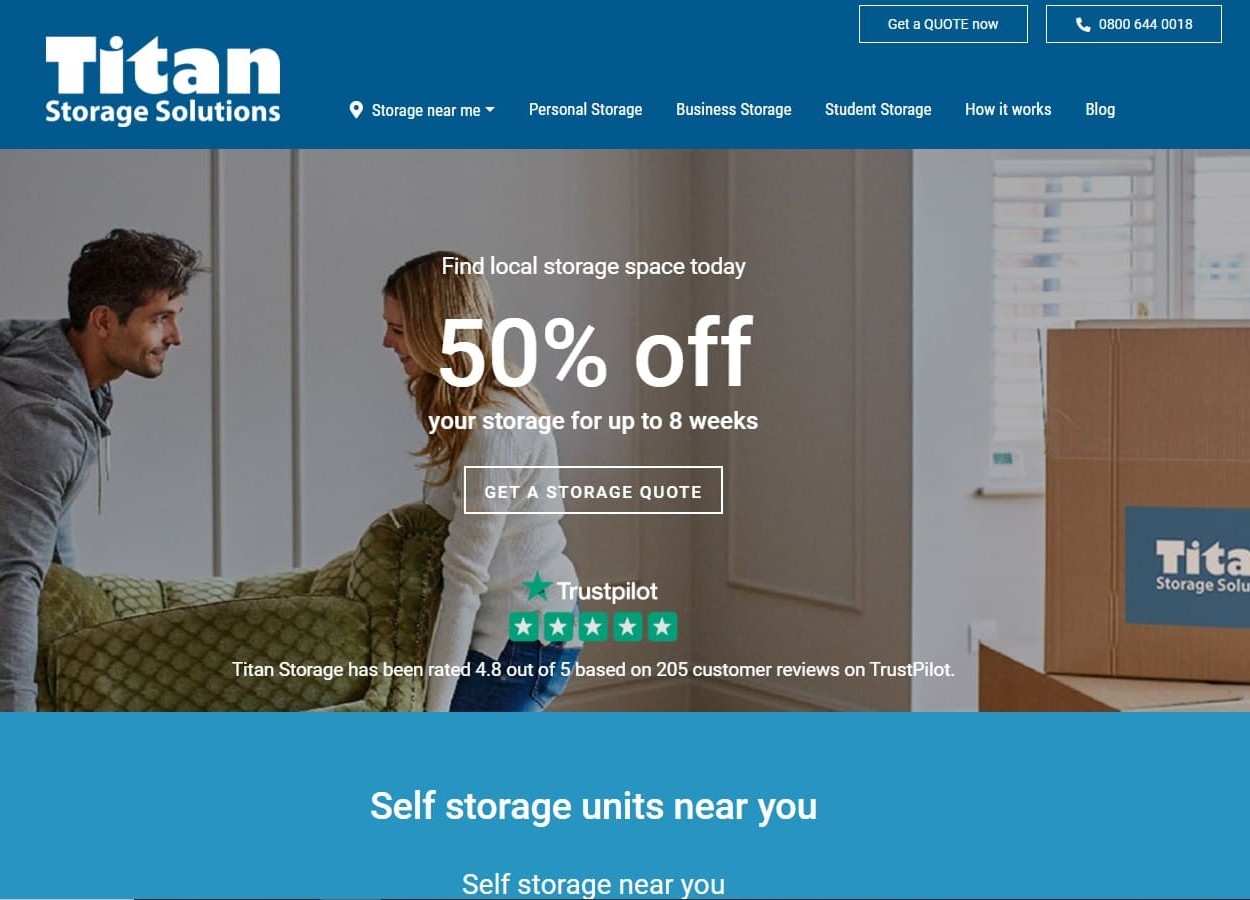 Get a QUOTE now
0800 644 0018
Titan
Storage Solutions
Storage near me
Personal Storage
Business Storage
Student Storage
How it works
Blog
Find local storage space today
50% off
your storage for up to 8 weeks
GET A STORAGE QUOTE
Tita
Storage Solu
Trustpilot
Titan Storage has been rated 4.8 out of 5 based on 205 customer reviews on TrustPilot.
Self storage units near you
Self storage near you